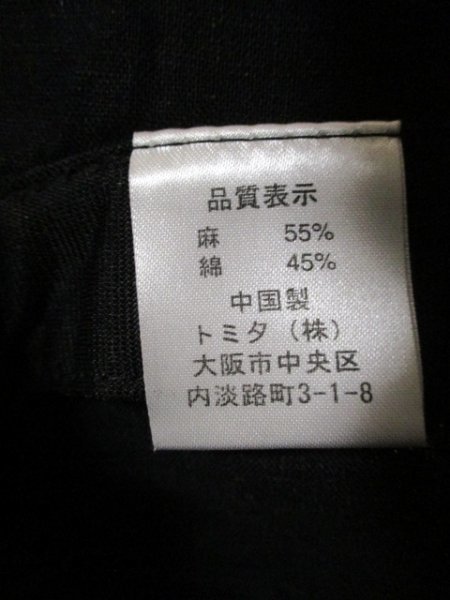 品質表示
麻 55%
綿 45%
中国製
トミタ（株）
大阪市中央区
内淡路町3-1-8